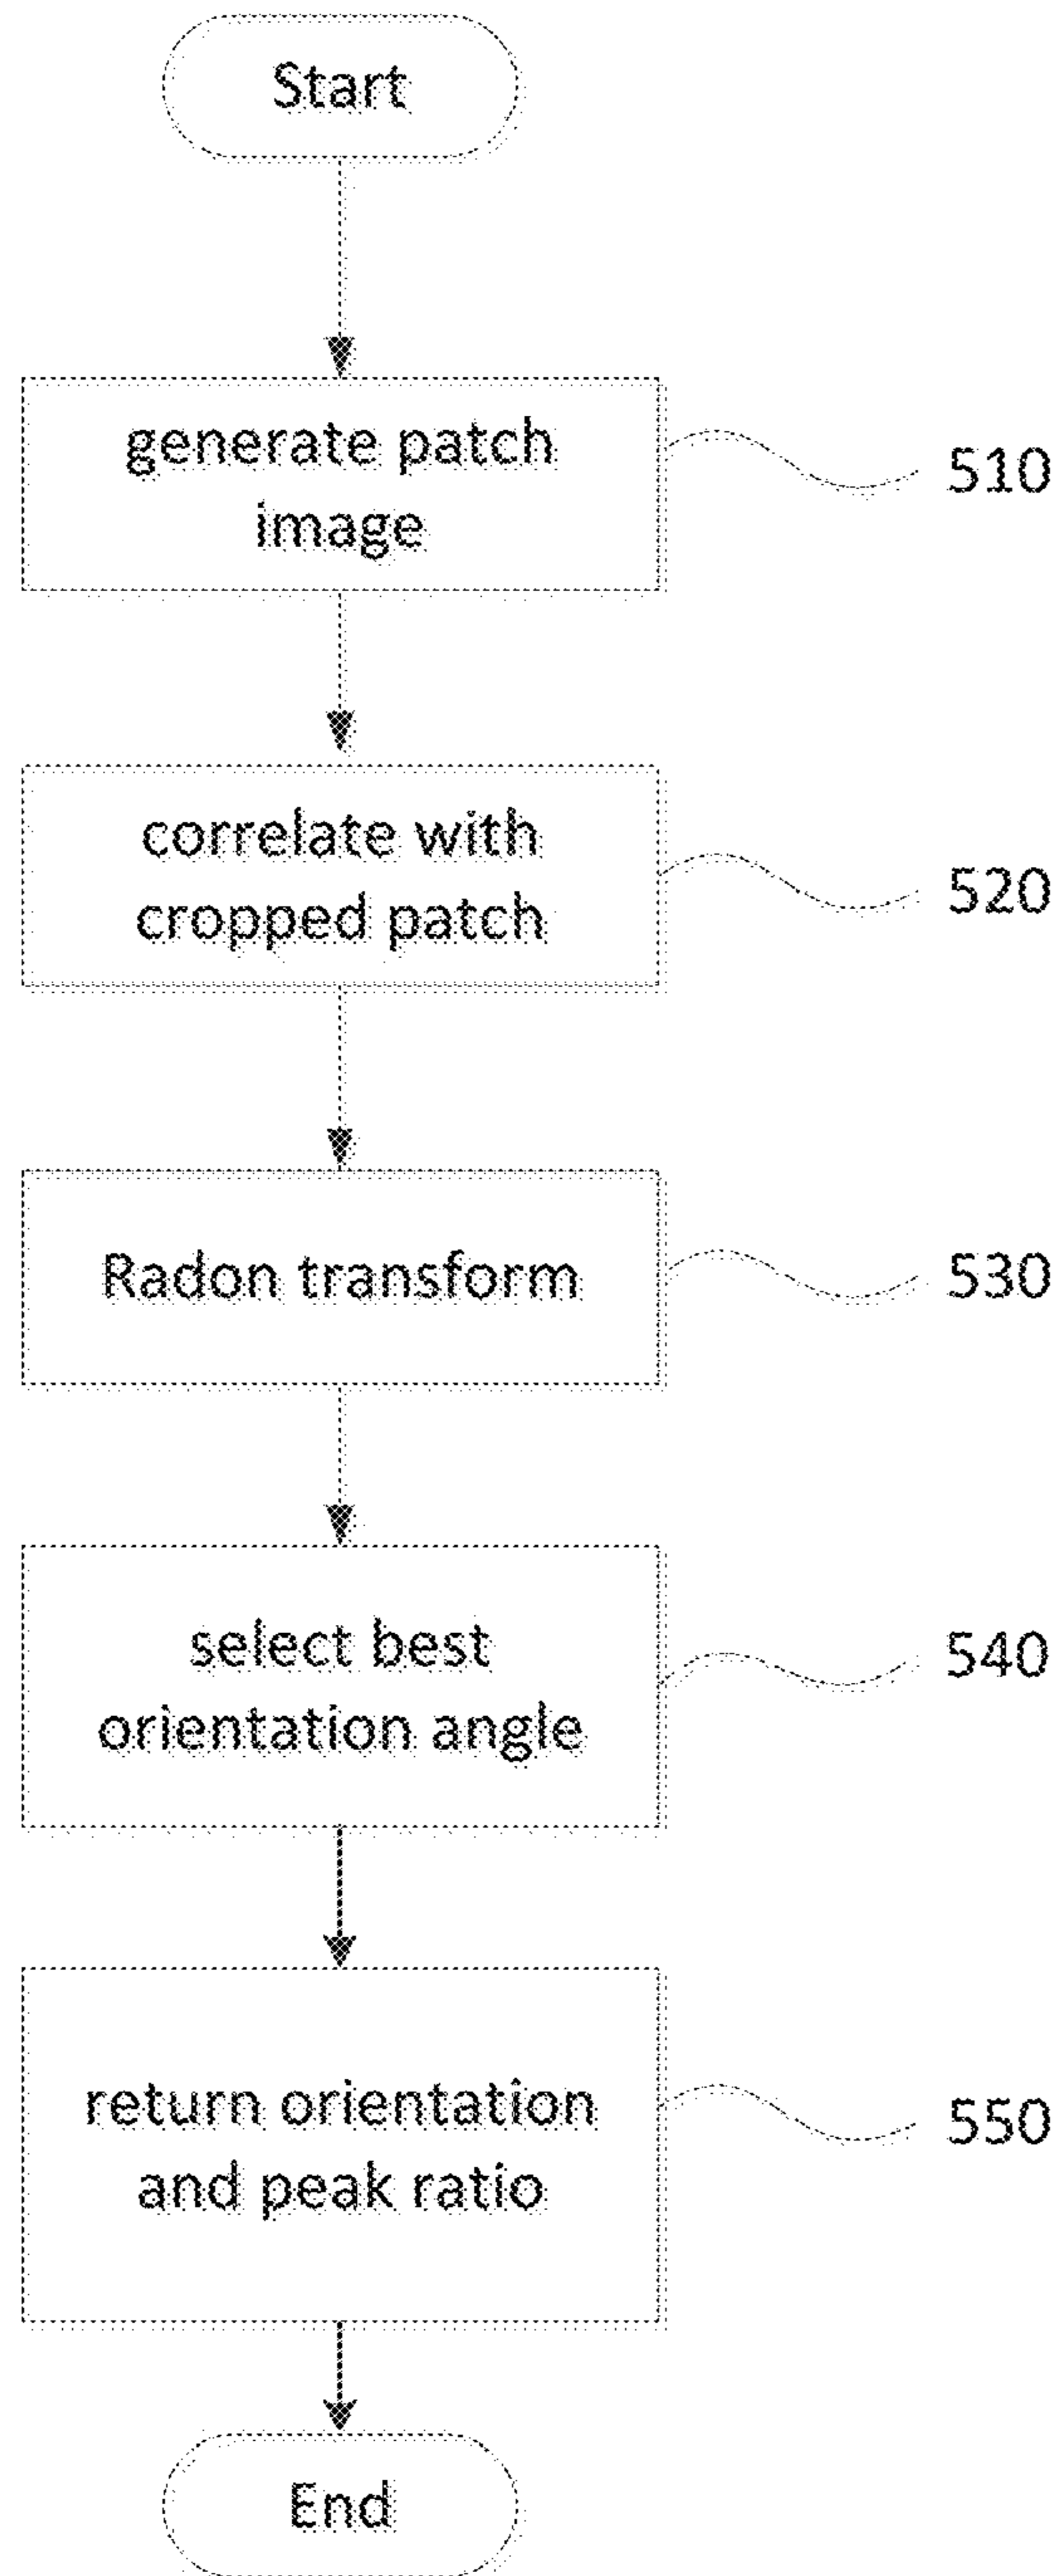 Start
generate patch
image
510
correlate with
cropped patch
520
Radon transform
530
select best
orientation angle
540
return orientation
and peak ratio
550
End